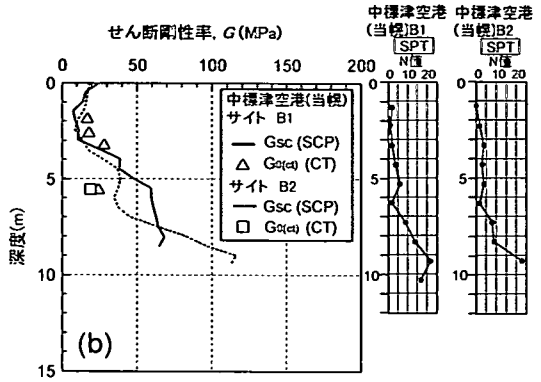 せん断剛性率, G (MPa)
0 50 100 150 200
0
5
10
15
深度(m)
中標津空港(当幌)
サイト B1
Gsc (SCP)
G0(ct) (CT)
サイト B2
Gsc (SCP)
G0(ct) (CT)
(b)
中標津空港
(当幌)B1
SPT
N値
0 10 20
0
5
10
中標津空港
(当幌)B2
SPT
N値
0 10 20
0
5
10